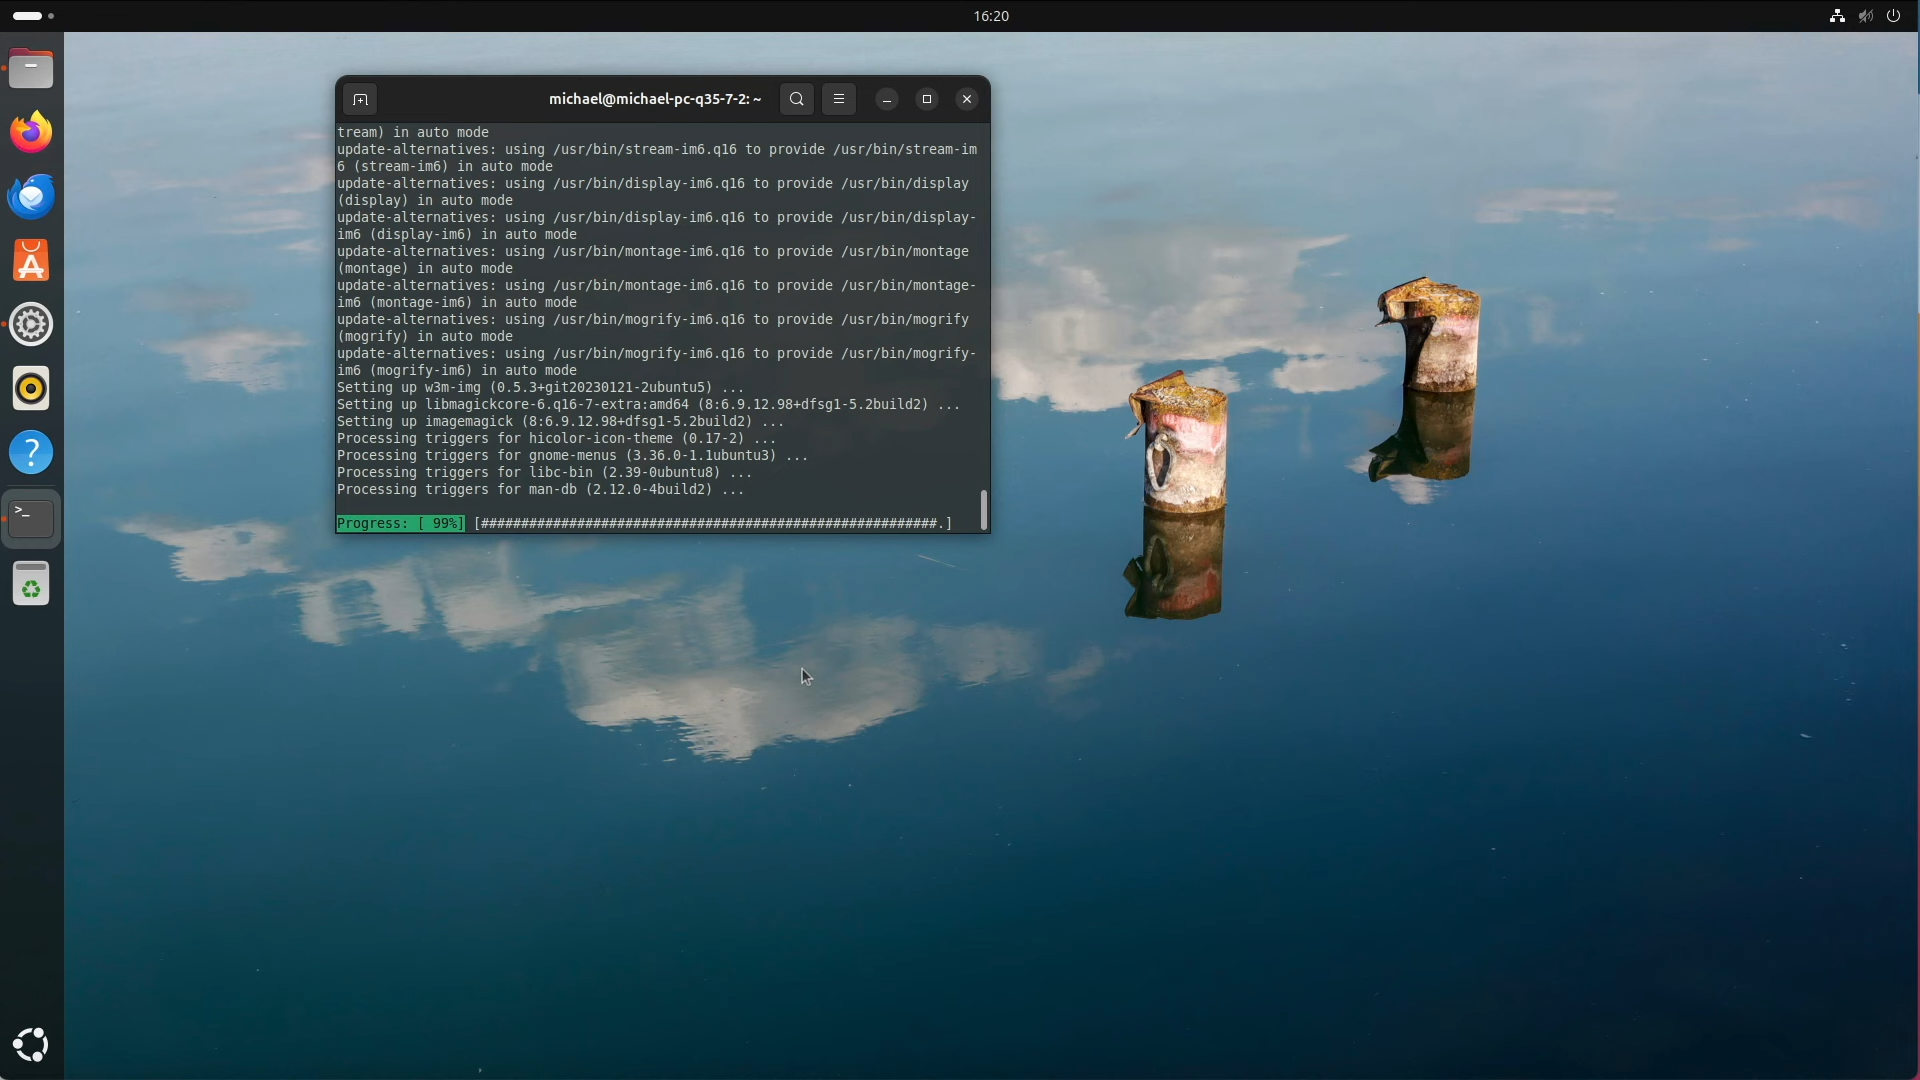 16:20
michael@michael-pc-q35-7-2: ~
tream) in auto mode
update-alternatives: using /usr/bin/stream-im6.q16 to provide /usr/bin/stream-im
6 (stream-im6) in auto mode
update-alternatives: using /usr/bin/display-im6.q16 to provide /usr/bin/display
(display) in auto mode
update-alternatives: using /usr/bin/display-im6.q16 to provide /usr/bin/display-
im6 (display-im6) in auto mode
update-alternatives: using /usr/bin/montage-im6.q16 to provide /usr/bin/montage
(montage) in auto mode
update-alternatives: using /usr/bin/montage-im6.q16 to provide /usr/bin/montage-
im6 (montage-im6) in auto mode
update-alternatives: using /usr/bin/mogrify-im6.q16 to provide /usr/bin/mogrify
(mogrify) in auto mode
update-alternatives: using /usr/bin/mogrify-im6.q16 to provide /usr/bin/mogrify-
im6 (mogrify-im6) in auto mode
Setting up w3m-img (0.5.3+git20230121-2ubuntu5) ...
Setting up libmagickcore-6.q16-7-extra:amd64 (8:6.9.12.98+dfsg1-5.2build2) ...
Setting up imagemagick (8:6.9.12.98+dfsg1-5.2build2) ...
Processing triggers for hicolor-icon-theme (0.17-2) ...
Processing triggers for gnome-menus (3.36.0-1.1ubuntu3) ...
Processing triggers for libc-bin (2.39-0ubuntu8) ...
Processing triggers for man-db (2.12.0-4build2) ...
Progress: [ 99%] [#########################################################.]